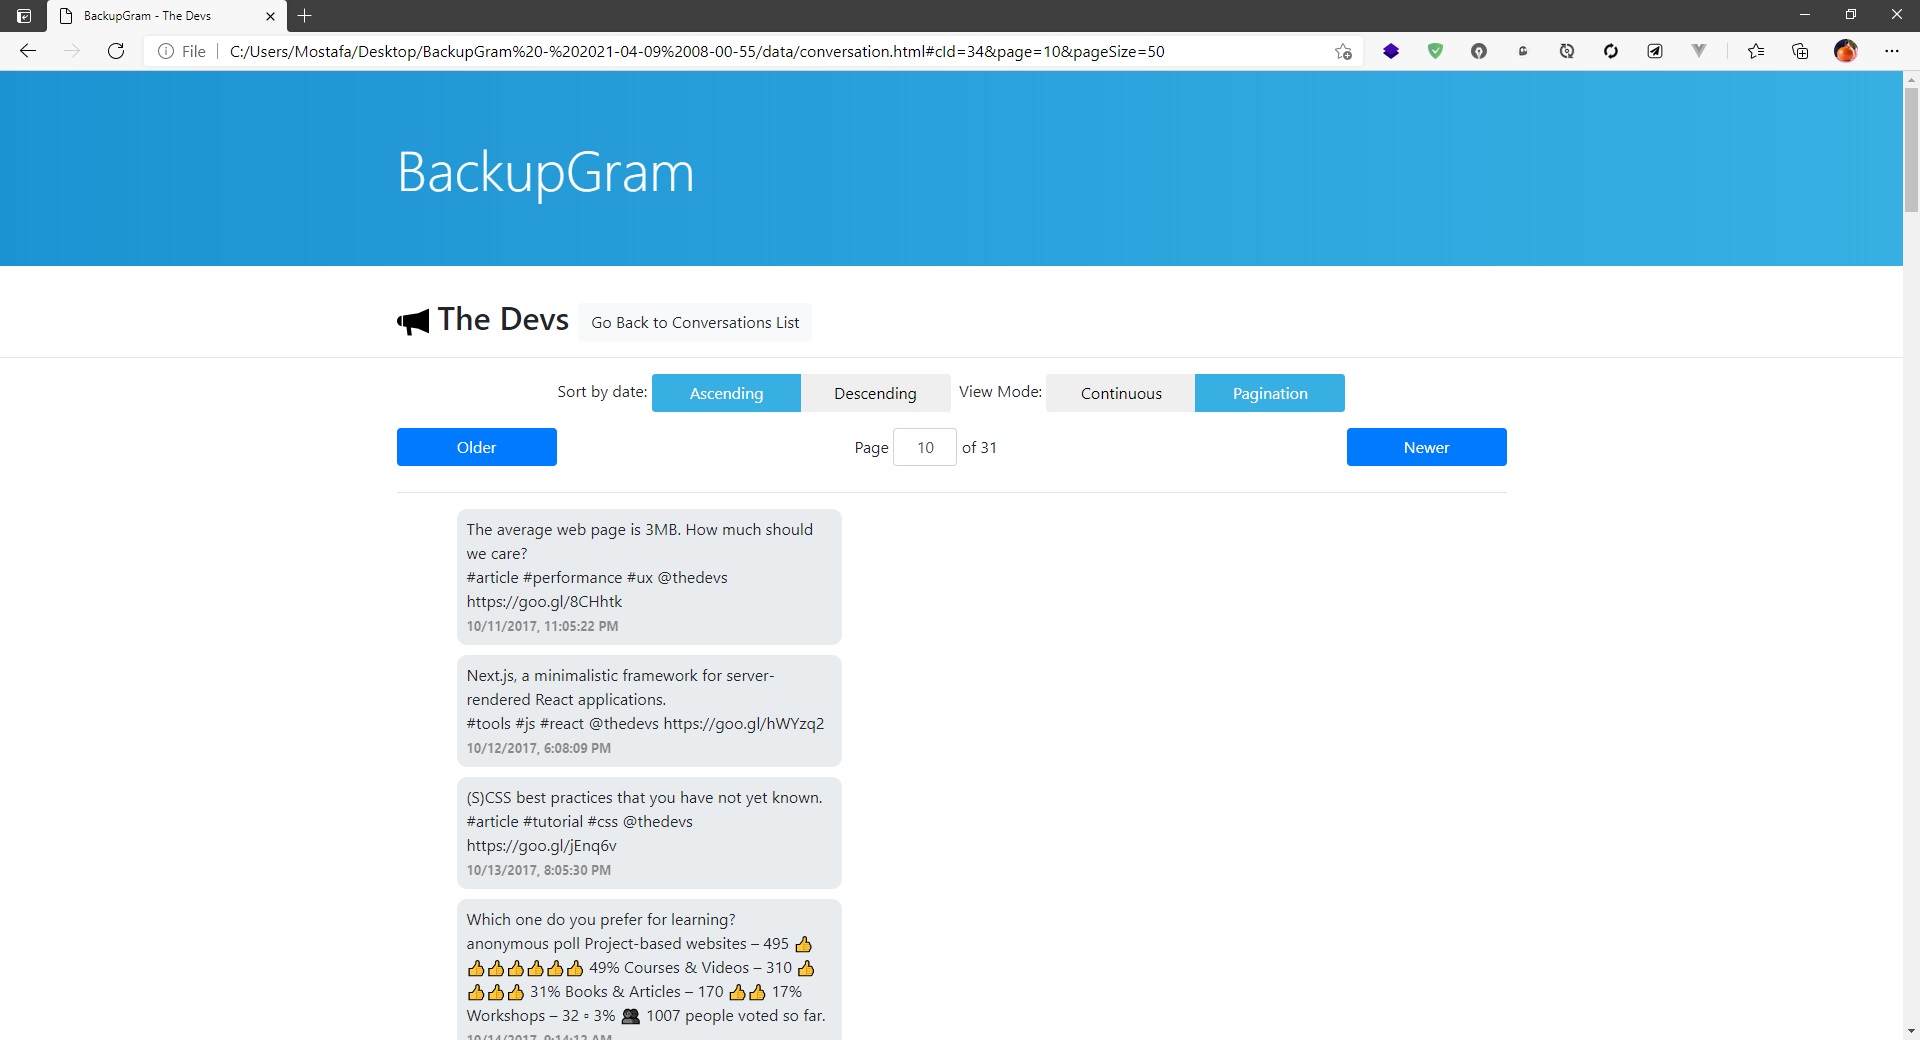 BackupGram - The Devs
File
C:/Users/Mostafa/Desktop/BackupGram%20-%202021-04-09%2008-00-55/data/conversation.html#cId=34&page=10&pageSize=50
BackupGram
The Devs Go Back to Conversations List
Sort by date: Ascending Descending View Mode: Continuous Pagination
Older Page 10 of 31 Newer
The average web page is 3MB. How much should
we care?
#article #performance #ux @thedevs
https://goo.gl/8CHhtk
10/11/2017, 11:05:22 PM
Next.js, a minimalistic framework for server-
rendered React applications.
#tools #js #react @thedevs https://goo.gl/hWYzq2
10/12/2017, 6:08:09 PM
(S)CSS best practices that you have not yet known.
#article #tutorial #css @thedevs
https://goo.gl/jEnq6v
10/13/2017, 8:05:30 PM
Which one do you prefer for learning?
anonymous poll Project-based websites – 495 👍
👍👍👍👍👍👍 49% Courses & Videos – 310 👍
👍👍👍 31% Books & Articles – 170 👍👍 17%
Workshops – 32 ▫ 3% 👥 1007 people voted so far.
10/14/2017, 9:14:12 AM